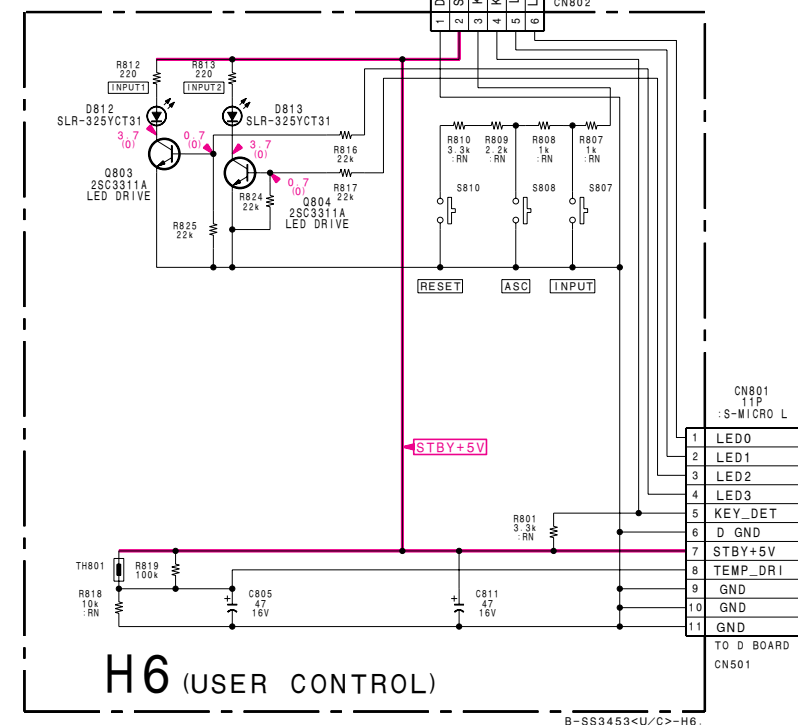 CN802
1 2 3 4 5 6
R812
220
R813
220
INPUT1
INPUT2
D812
SLR-325YCT31
D813
SLR-325YCT31
3.7
(0)
0.7
(0)
3.7
(0)
0.7
(0)
Q803
2SC3311A
LED DRIVE
R816
22k
R817
22k
R824
22k
Q804
2SC3311A
LED DRIVE
R825
22k
R810
3.3k
:RN
R809
2.2k
:RN
R808
1k
:RN
R807
1k
:RN
S810
S808
S807
RESET
ASC
INPUT
STBY+5V
CN801
11P
:S-MICRO L
1 LED0
2 LED1
3 LED2
4 LED3
5 KEY_DET
6 D GND
7 STBY+5V
8 TEMP_DRI
9 GND
10 GND
11 GND
TO D BOARD
CN501
R801
3.3k
:RN
TH801
R819
100k
R818
10k
:RN
+
C805
47
16V
+
C811
47
16V
H6 (USER CONTROL)
B-SS3453<U/C>-H6.